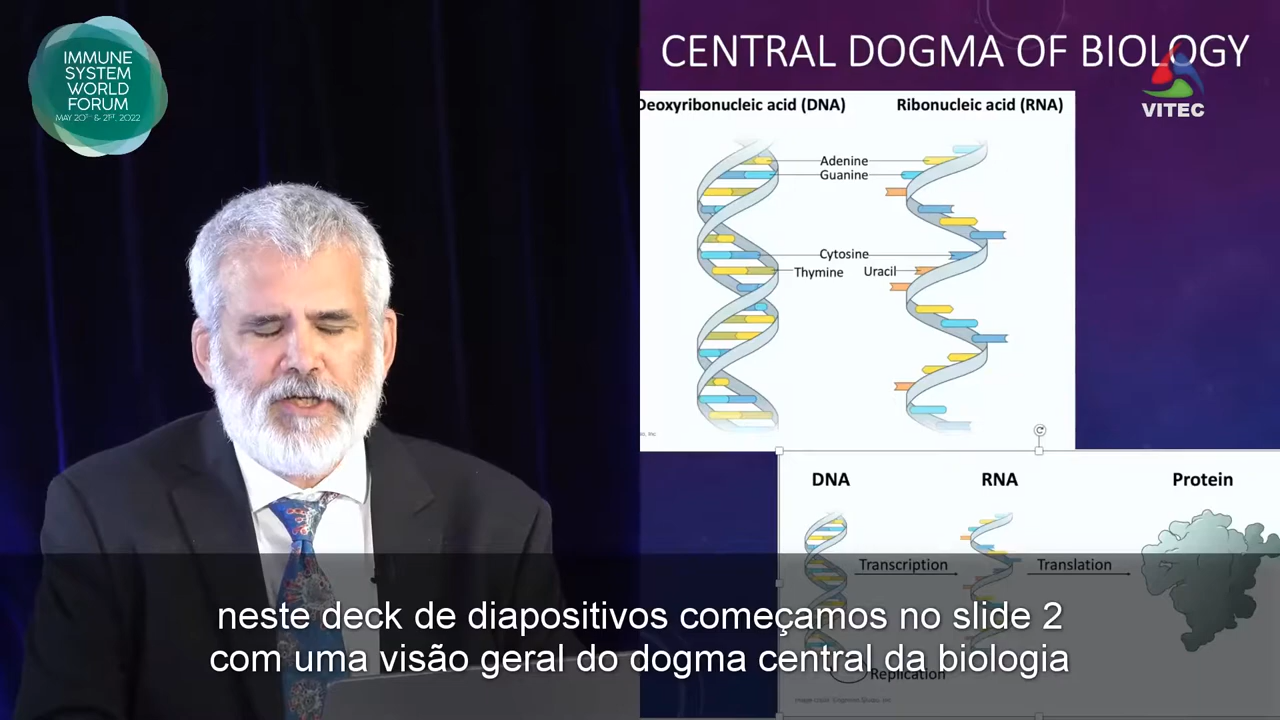 IMMUNE
SYSTEM
WORLD
FORUM
MAY 20TH & 21ST, 2022
CENTRAL DOGMA OF BIOLOGY
VITEC
Deoxyribonucleic acid (DNA)
Ribonucleic acid (RNA)
Adenine
Guanine
Cytosine
Thymine
Uracil
DNA
RNA
Protein
Transcription
Translation
neste deck de diapositivos começamos no slide 2
com uma visão geral do dogma central da biologia
Replication